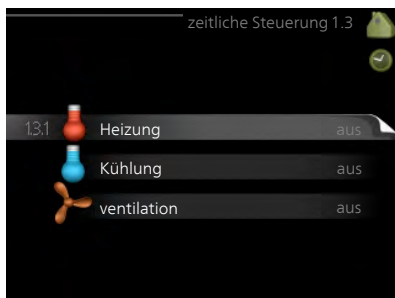 zeitliche Steuerung 1.3
1.3.1 Heizung aus
Kühlung aus
ventilation aus